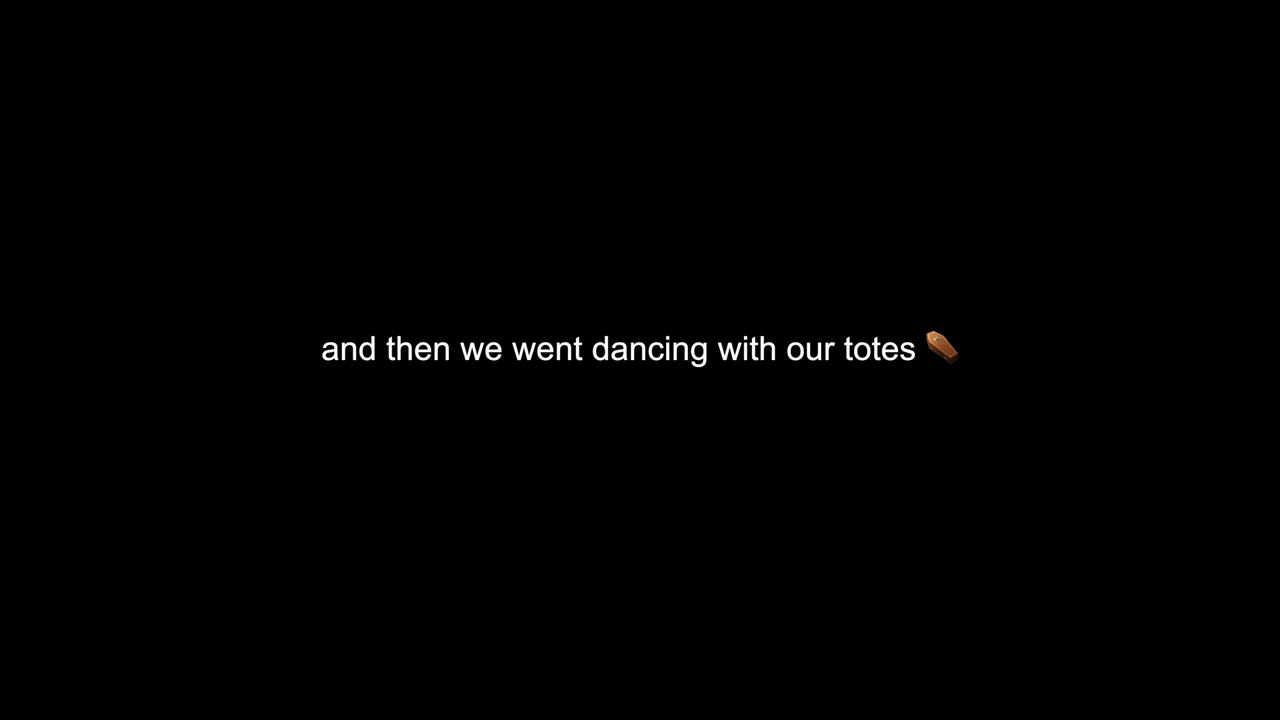 and then we went dancing with our totes ⚰️